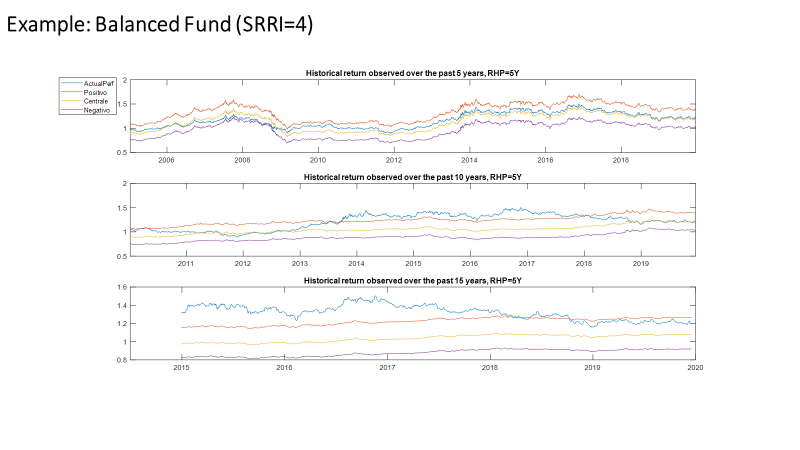 Example: Balanced Fund (SRRI=4)
Historical return observed over the past 5 years, RHP=5Y
ActualPerf
Positivo
Centrale
Negativo
2
1.5
1
0.5
2006 2008 2010 2012 2014 2016 2018
Historical return observed over the past 10 years, RHP=5Y
2
1.5
1
0.5
2011 2012 2013 2014 2015 2016 2017 2018 2019
Historical return observed over the past 15 years, RHP=5Y
1.6
1.4
1.2
1
0.8
2015 2016 2017 2018 2019 2020